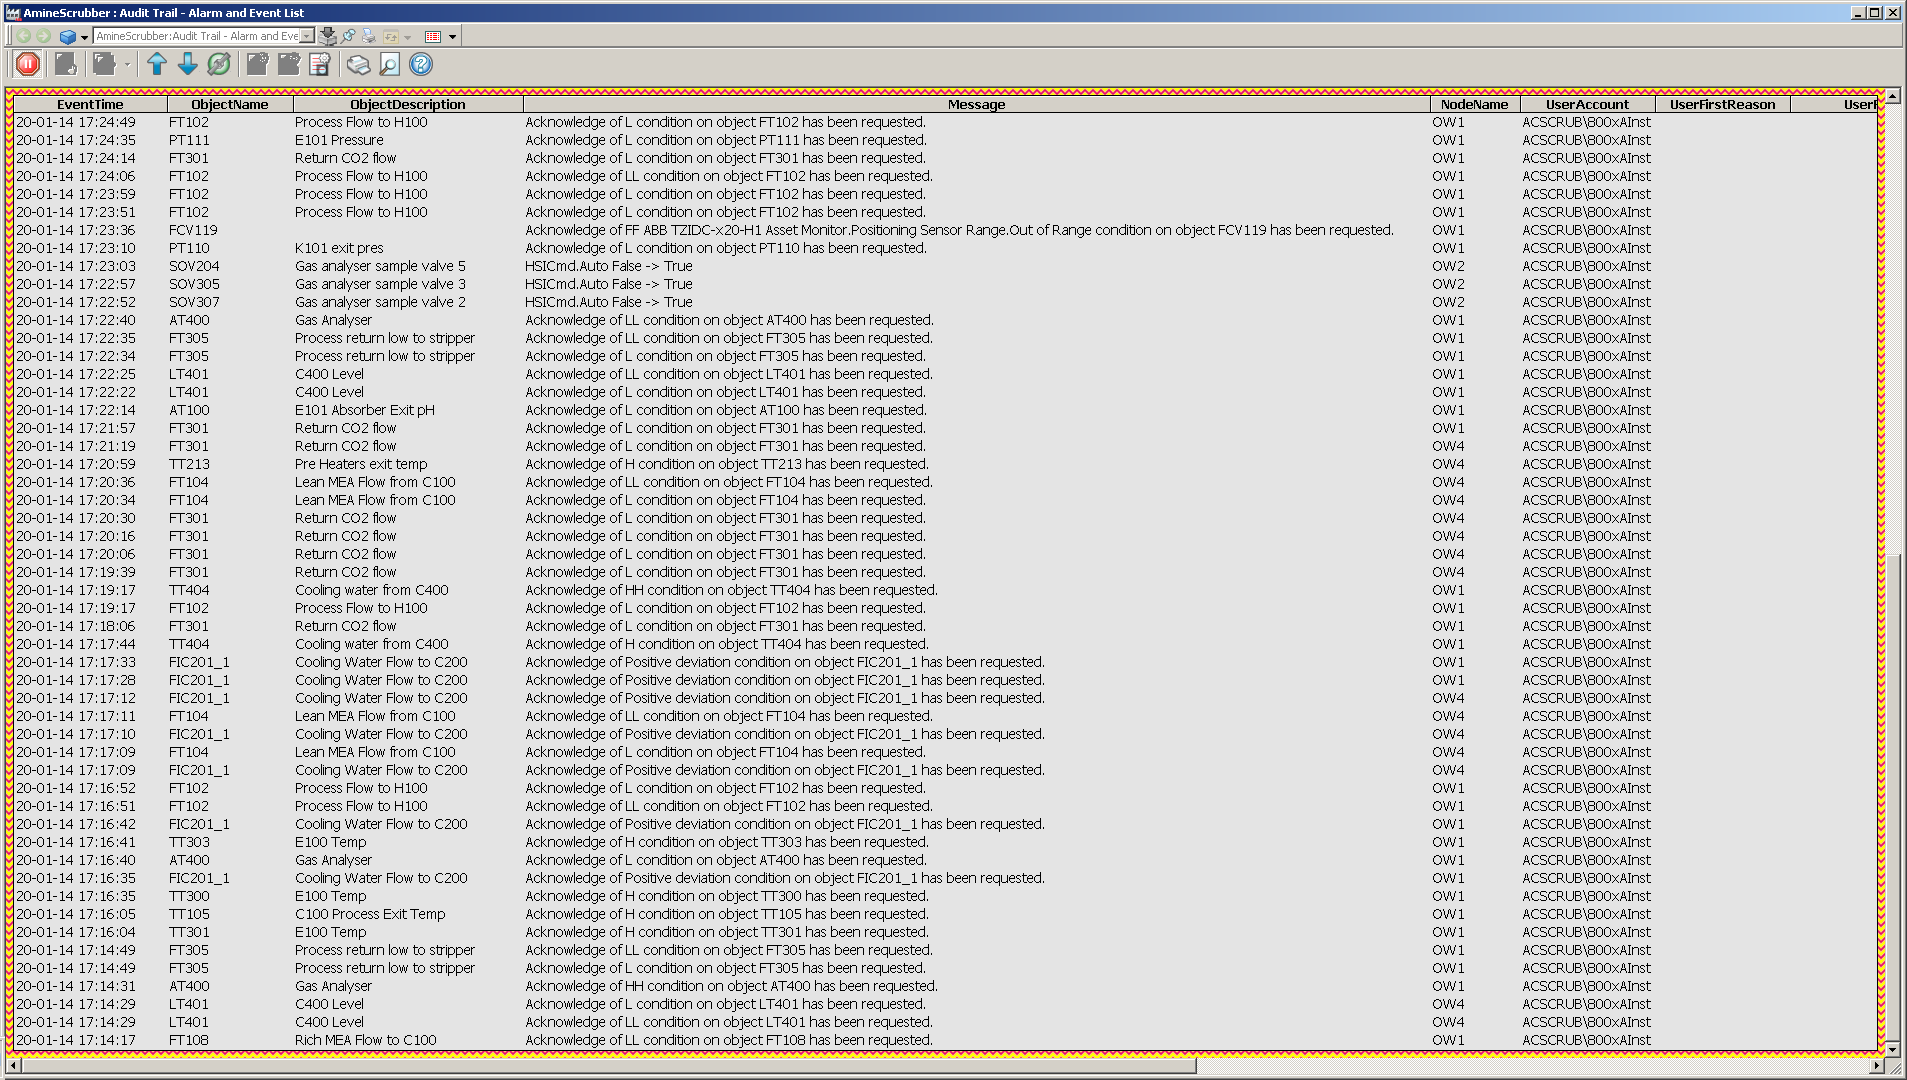 AmineScrubber : Audit Trail - Alarm and Event List
AmineScrubber:Audit Trail - Alarm and Eve
EventTime ObjectName ObjectDescription Message NodeName UserAccount UserFirstReason
20-01-14 17:24:49 FT102 Process Flow to H100 Acknowledge of L condition on object FT102 has been requested. OW1 ACSCRUB\800xAInst
20-01-14 17:24:35 PT111 E101 Pressure Acknowledge of L condition on object PT111 has been requested. OW1 ACSCRUB\800xAInst
20-01-14 17:24:14 FT301 Return CO2 flow Acknowledge of L condition on object FT301 has been requested. OW1 ACSCRUB\800xAInst
20-01-14 17:24:06 FT102 Process Flow to H100 Acknowledge of LL condition on object FT102 has been requested. OW1 ACSCRUB\800xAInst
20-01-14 17:23:59 FT102 Process Flow to H100 Acknowledge of L condition on object FT102 has been requested. OW1 ACSCRUB\800xAInst
20-01-14 17:23:51 FT102 Process Flow to H100 Acknowledge of L condition on object FT102 has been requested. OW1 ACSCRUB\800xAInst
20-01-14 17:23:36 FCV119 Acknowledge of FF ABB TZIDC-x20-H1 Asset Monitor.Positioning Sensor Range.Out of Range condition on object FCV119 has been requested. OW1 ACSCRUB\800xAInst
20-01-14 17:23:10 PT110 K101 exit pres Acknowledge of L condition on object PT110 has been requested. OW1 ACSCRUB\800xAInst
20-01-14 17:23:03 SOV204 Gas analyser sample valve 5 HSICmd.Auto False -> True OW2 ACSCRUB\800xAInst
20-01-14 17:22:57 SOV305 Gas analyser sample valve 3 HSICmd.Auto False -> True OW2 ACSCRUB\800xAInst
20-01-14 17:22:52 SOV307 Gas analyser sample valve 2 HSICmd.Auto False -> True OW2 ACSCRUB\800xAInst
20-01-14 17:22:40 AT400 Gas Analyser Acknowledge of LL condition on object AT400 has been requested. OW1 ACSCRUB\800xAInst
20-01-14 17:22:35 FT305 Process return low to stripper Acknowledge of LL condition on object FT305 has been requested. OW1 ACSCRUB\800xAInst
20-01-14 17:22:34 FT305 Process return low to stripper Acknowledge of L condition on object FT305 has been requested. OW1 ACSCRUB\800xAInst
20-01-14 17:22:25 LT401 C400 Level Acknowledge of LL condition on object LT401 has been requested. OW1 ACSCRUB\800xAInst
20-01-14 17:22:22 LT401 C400 Level Acknowledge of L condition on object LT401 has been requested. OW1 ACSCRUB\800xAInst
20-01-14 17:22:14 AT100 E101 Absorber Exit pH Acknowledge of L condition on object AT100 has been requested. OW1 ACSCRUB\800xAInst
20-01-14 17:21:57 FT301 Return CO2 flow Acknowledge of L condition on object FT301 has been requested. OW1 ACSCRUB\800xAInst
20-01-14 17:21:19 FT301 Return CO2 flow Acknowledge of L condition on object FT301 has been requested. OW4 ACSCRUB\800xAInst
20-01-14 17:20:59 TT213 Pre Heaters exit temp Acknowledge of H condition on object TT213 has been requested. OW4 ACSCRUB\800xAInst
20-01-14 17:20:36 FT104 Lean MEA Flow from C100 Acknowledge of LL condition on object FT104 has been requested. OW4 ACSCRUB\800xAInst
20-01-14 17:20:34 FT104 Lean MEA Flow from C100 Acknowledge of L condition on object FT104 has been requested. OW4 ACSCRUB\800xAInst
20-01-14 17:20:30 FT301 Return CO2 flow Acknowledge of L condition on object FT301 has been requested. OW4 ACSCRUB\800xAInst
20-01-14 17:20:16 FT301 Return CO2 flow Acknowledge of L condition on object FT301 has been requested. OW4 ACSCRUB\800xAInst
20-01-14 17:20:06 FT301 Return CO2 flow Acknowledge of L condition on object FT301 has been requested. OW4 ACSCRUB\800xAInst
20-01-14 17:19:39 FT301 Return CO2 flow Acknowledge of L condition on object FT301 has been requested. OW4 ACSCRUB\800xAInst
20-01-14 17:19:17 TT404 Cooling water from C400 Acknowledge of HH condition on object TT404 has been requested. OW1 ACSCRUB\800xAInst
20-01-14 17:19:17 FT102 Process Flow to H100 Acknowledge of L condition on object FT102 has been requested. OW1 ACSCRUB\800xAInst
20-01-14 17:18:06 FT301 Return CO2 flow Acknowledge of L condition on object FT301 has been requested. OW1 ACSCRUB\800xAInst
20-01-14 17:17:44 TT404 Cooling water from C400 Acknowledge of H condition on object TT404 has been requested. OW1 ACSCRUB\800xAInst
20-01-14 17:17:33 FIC201_1 Cooling Water Flow to C200 Acknowledge of Positive deviation condition on object FIC201_1 has been requested. OW1 ACSCRUB\800xAInst
20-01-14 17:17:28 FIC201_1 Cooling Water Flow to C200 Acknowledge of Positive deviation condition on object FIC201_1 has been requested. OW1 ACSCRUB\800xAInst
20-01-14 17:17:12 FIC201_1 Cooling Water Flow to C200 Acknowledge of Positive deviation condition on object FIC201_1 has been requested. OW4 ACSCRUB\800xAInst
20-01-14 17:17:11 FT104 Lean MEA Flow from C100 Acknowledge of LL condition on object FT104 has been requested. OW4 ACSCRUB\800xAInst
20-01-14 17:17:10 FIC201_1 Cooling Water Flow to C200 Acknowledge of Positive deviation condition on object FIC201_1 has been requested. OW4 ACSCRUB\800xAInst
20-01-14 17:17:09 FT104 Lean MEA Flow from C100 Acknowledge of L condition on object FT104 has been requested. OW4 ACSCRUB\800xAInst
20-01-14 17:17:09 FIC201_1 Cooling Water Flow to C200 Acknowledge of Positive deviation condition on object FIC201_1 has been requested. OW4 ACSCRUB\800xAInst
20-01-14 17:16:52 FT102 Process Flow to H100 Acknowledge of L condition on object FT102 has been requested. OW1 ACSCRUB\800xAInst
20-01-14 17:16:51 FT102 Process Flow to H100 Acknowledge of LL condition on object FT102 has been requested. OW1 ACSCRUB\800xAInst
20-01-14 17:16:42 FIC201_1 Cooling Water Flow to C200 Acknowledge of Positive deviation condition on object FIC201_1 has been requested. OW1 ACSCRUB\800xAInst
20-01-14 17:16:41 TT303 E100 Temp Acknowledge of H condition on object TT303 has been requested. OW1 ACSCRUB\800xAInst
20-01-14 17:16:40 AT400 Gas Analyser Acknowledge of L condition on object AT400 has been requested. OW1 ACSCRUB\800xAInst
20-01-14 17:16:35 FIC201_1 Cooling Water Flow to C200 Acknowledge of Positive deviation condition on object FIC201_1 has been requested. OW1 ACSCRUB\800xAInst
20-01-14 17:16:35 TT300 E100 Temp Acknowledge of H condition on object TT300 has been requested. OW1 ACSCRUB\800xAInst
20-01-14 17:16:05 TT105 C100 Process Exit Temp Acknowledge of H condition on object TT105 has been requested. OW1 ACSCRUB\800xAInst
20-01-14 17:16:04 TT301 E100 Temp Acknowledge of H condition on object TT301 has been requested. OW1 ACSCRUB\800xAInst
20-01-14 17:14:49 FT305 Process return low to stripper Acknowledge of LL condition on object FT305 has been requested. OW1 ACSCRUB\800xAInst
20-01-14 17:14:49 FT305 Process return low to stripper Acknowledge of L condition on object FT305 has been requested. OW1 ACSCRUB\800xAInst
20-01-14 17:14:31 AT400 Gas Analyser Acknowledge of HH condition on object AT400 has been requested. OW1 ACSCRUB\800xAInst
20-01-14 17:14:29 LT401 C400 Level Acknowledge of L condition on object LT401 has been requested. OW4 ACSCRUB\800xAInst
20-01-14 17:14:29 LT401 C400 Level Acknowledge of LL condition on object LT401 has been requested. OW4 ACSCRUB\800xAInst
20-01-14 17:14:17 FT108 Rich MEA Flow to C100 Acknowledge of LL condition on object FT108 has been requested. OW1 ACSCRUB\800xAInst